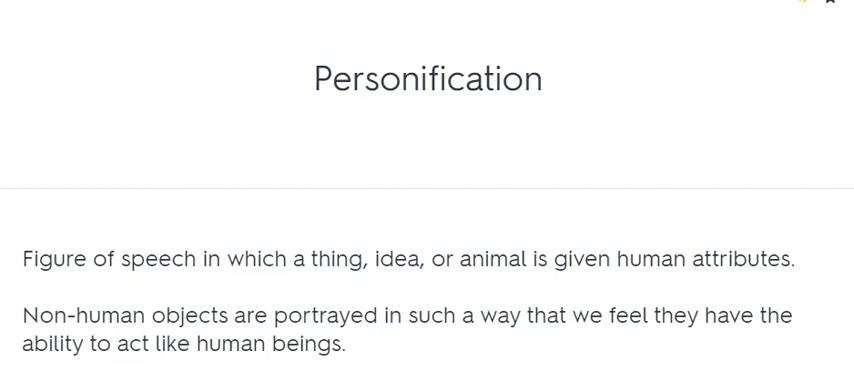 Personification
Figure of speech in which a thing, idea, or animal is given human attributes.
Non-human objects are portrayed in such a way that we feel they have the
ability to act like human beings.